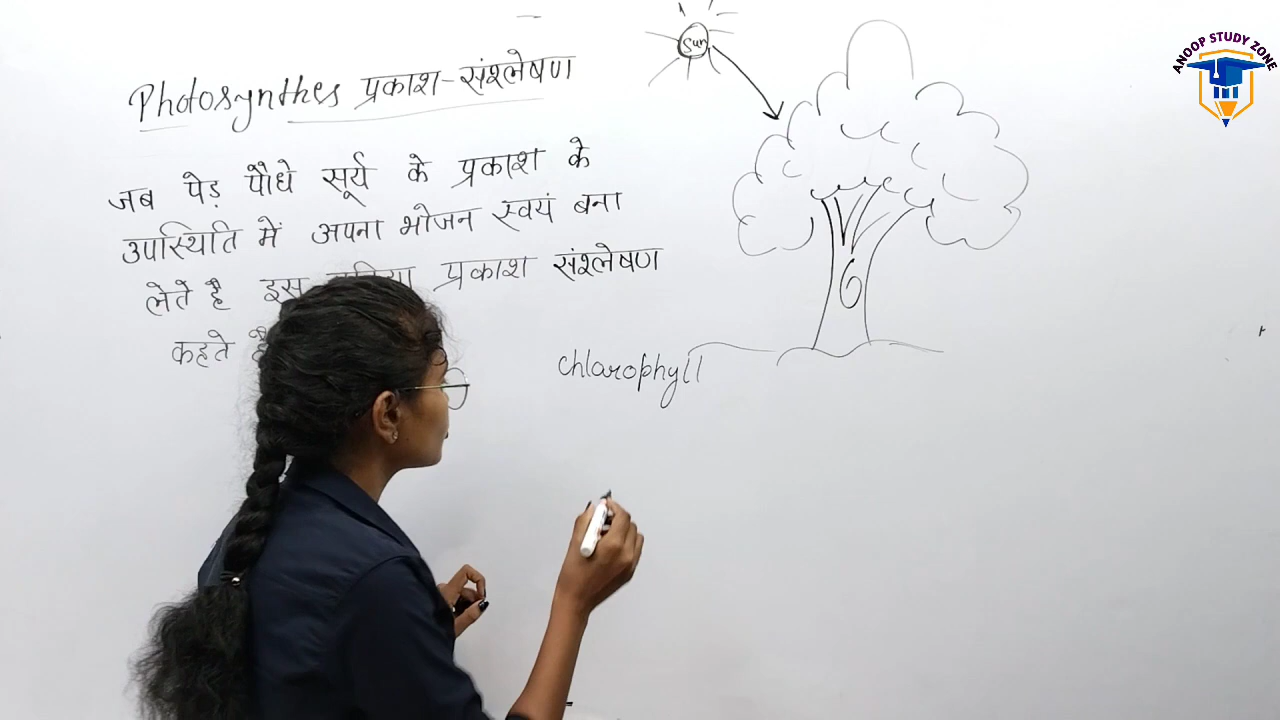 Photosynthes प्रकाश-संश्लेषण
जब पेड़ पौधे सूर्य के प्रकाश के
उपस्थिति में अपना भोजन स्वयं बना
लेते है इस प्रकाश संश्लेषण
कहते है
Sun
chlorophyll
ANOOP STUDY ZONE